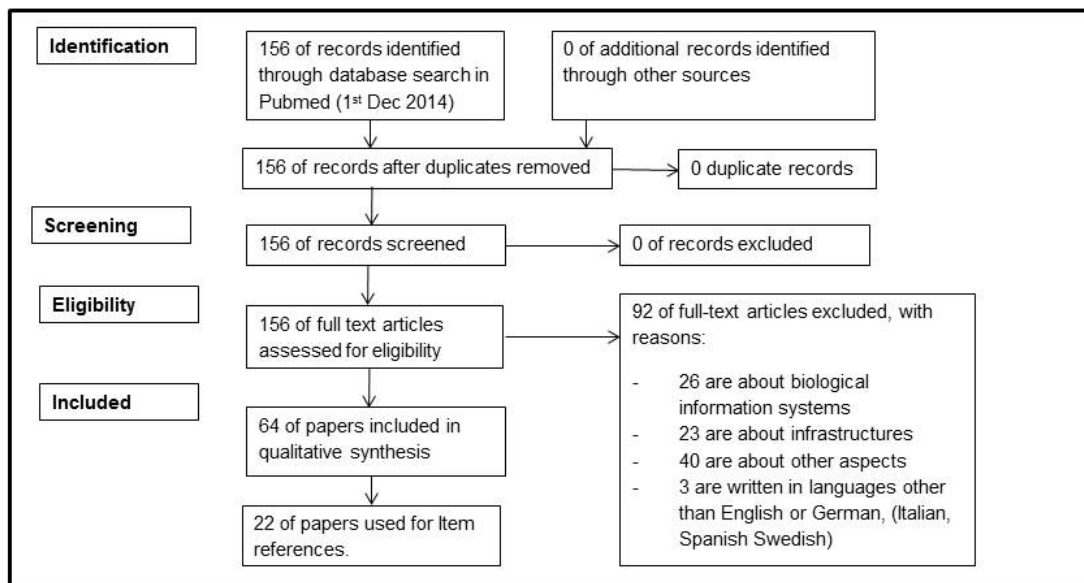 Identification
156 of records identified
through database search in
Pubmed (1st Dec 2014)
0 of additional records identified
through other sources
156 of records after duplicates removed
0 duplicate records
Screening
156 of records screened
0 of records excluded
Eligibility
156 of full text articles
assessed for eligibility
92 of full-text articles excluded, with
reasons:
- 26 are about biological
information systems
- 23 are about infrastructures
- 40 are about other aspects
- 3 are written in languages other
than English or German, (Italian,
Spanish Swedish)
Included
64 of papers included in
qualitative synthesis
22 of papers used for Item
references.